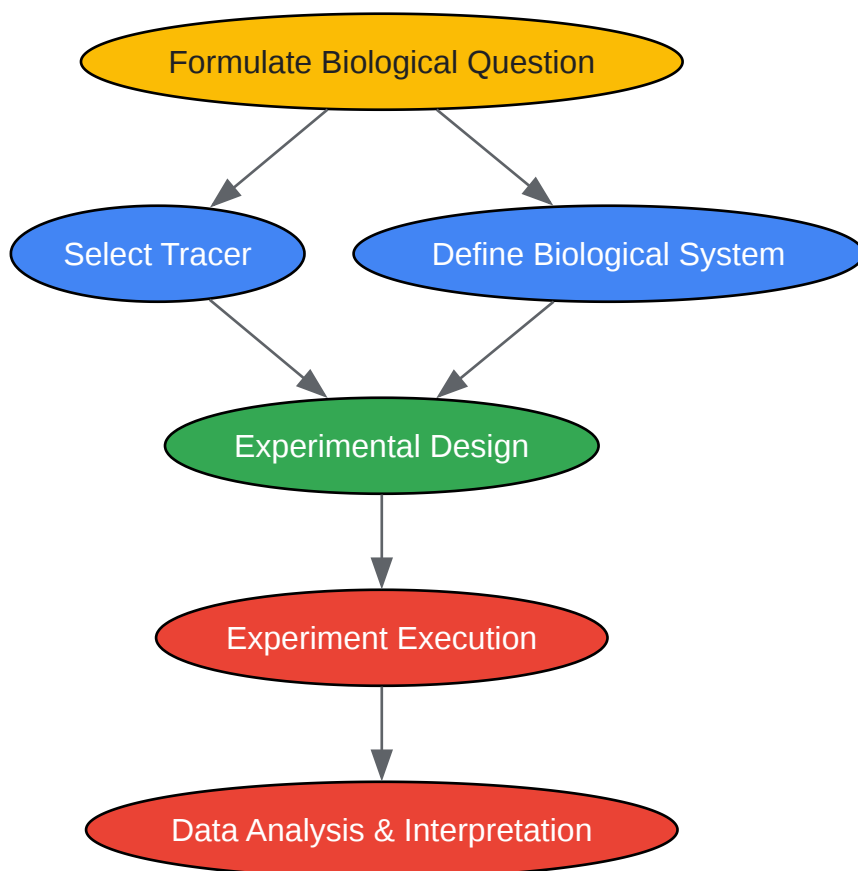 Formulate Biological Question
Select Tracer
Define Biological System
Experimental Design
Experiment Execution
Data Analysis & Interpretation